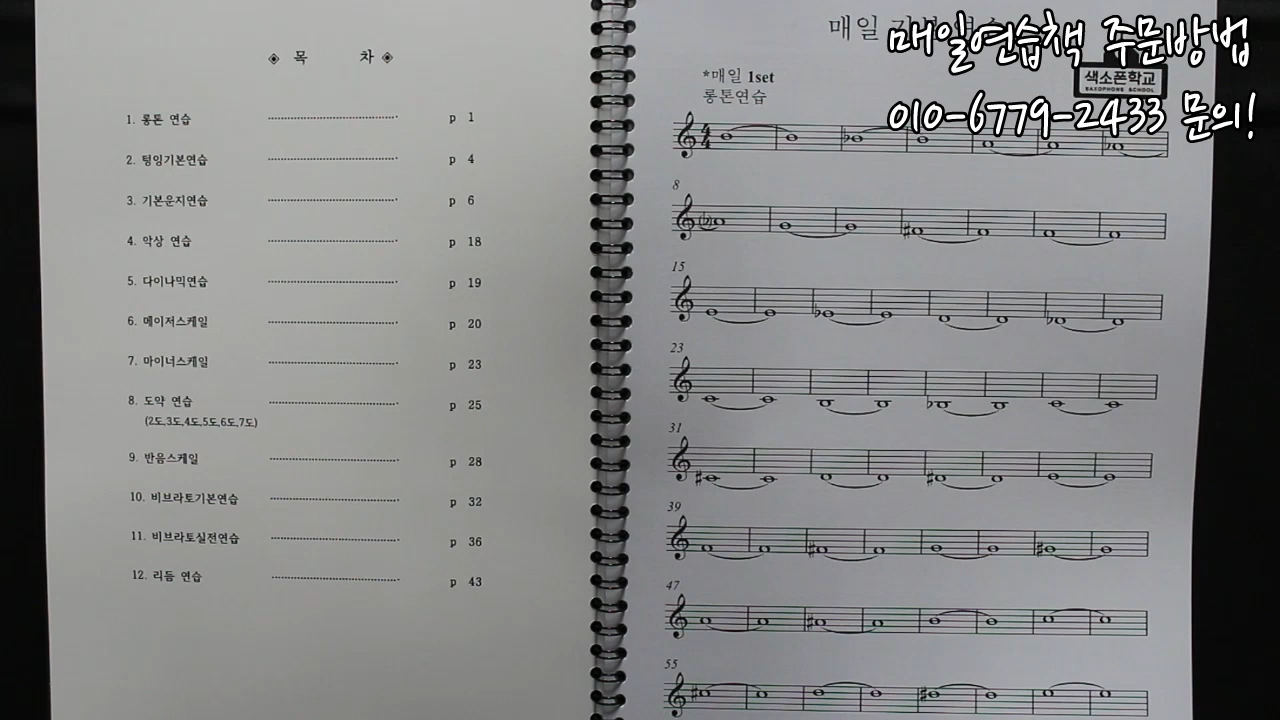 ◈ 목 차 ◈
1. 롱톤 연습 p 1
2. 텅잉기본연습 p 4
3. 기본운지연습 p 6
4. 악상 연습 p 18
5. 다이나믹연습 p 19
6. 메이저스케일 p 20
7. 마이너스케일 p 23
8. 도약 연습 p 25
(2도,3도,4도,5도,6도,7도)
9. 반음스케일 p 28
10. 비브라토기본연습 p 32
11. 비브라토실전연습 p 36
12. 리듬 연습 p 43
매일
매일연습책 주문방법
010-6779-2433 문의!
색소폰학교
SAXOPHONE SCHOOL
*매일 1set
롱톤연습
8
15
23
31
39
47
55